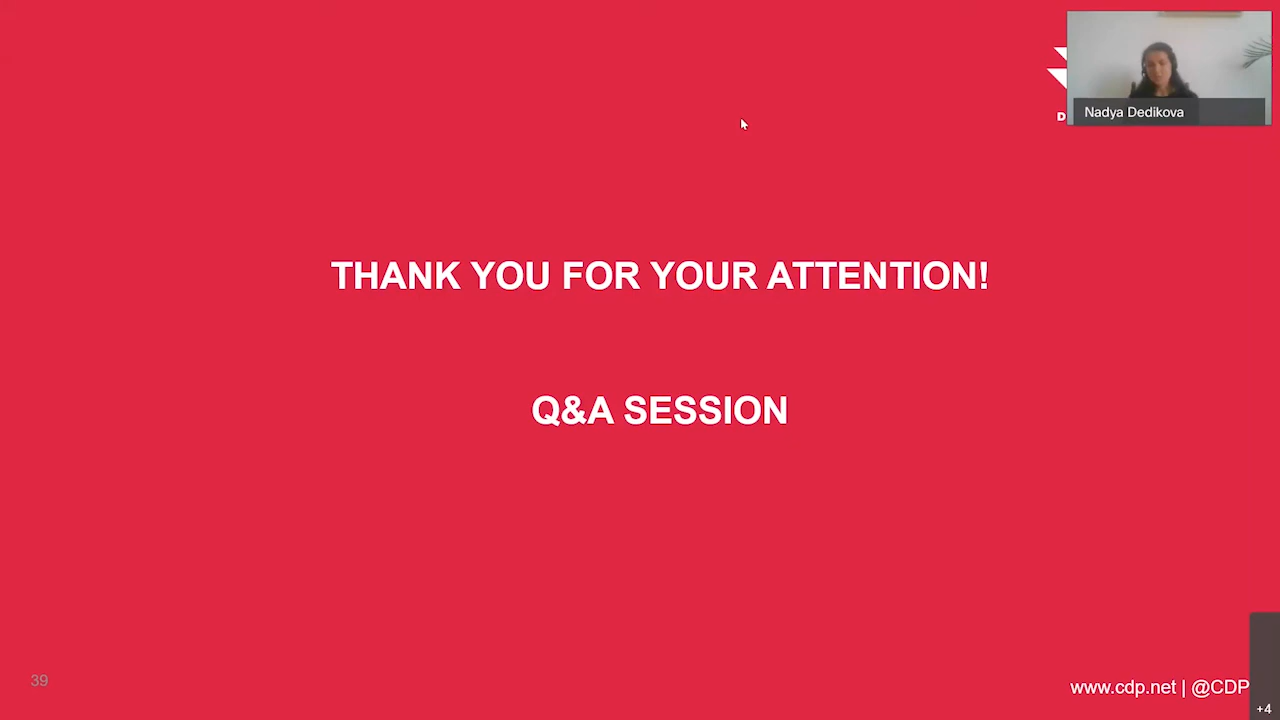 D
Nadya Dedikova
THANK YOU FOR YOUR ATTENTION!
Q&A SESSION
39
www.cdp.net | @CDP
+4